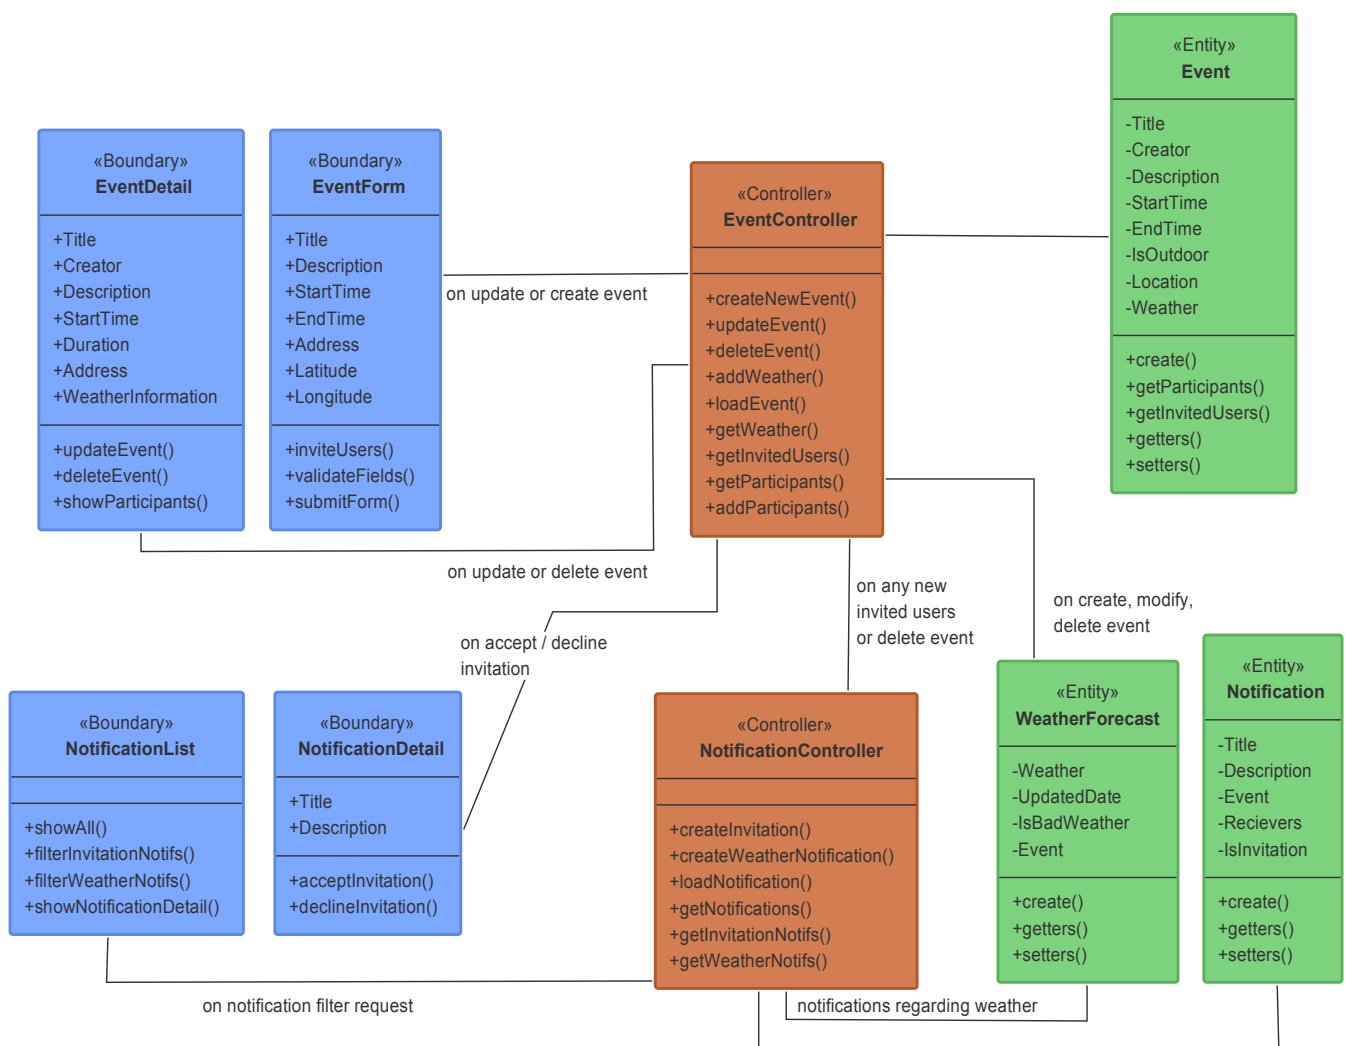 «Entity»
Event
-Title
-Creator
-Description
-StartTime
-EndTime
-IsOutdoor
-Location
-Weather
+create()
+getParticipants()
+getInvitedUsers()
+getters()
+setters()
«Boundary»
EventDetail
+Title
+Creator
+Description
+StartTime
+Duration
+Address
+WeatherInformation
+updateEvent()
+deleteEvent()
+showParticipants()
«Boundary»
EventForm
+Title
+Description
+StartTime
+EndTime
+Address
+Latitude
+Longitude
+inviteUsers()
+validateFields()
+submitForm()
on update or create event
«Controller»
EventController
+createNewEvent()
+updateEvent()
+deleteEvent()
+addWeather()
+loadEvent()
+getWeather()
+getInvitedUsers()
+getParticipants()
+addParticipants()
on update or delete event
on accept / decline
invitation
on any new
invited users
or delete event
on create, modify,
delete event
«Boundary»
NotificationList
+showAll()
+filterInvitationNotifs()
+filterWeatherNotifs()
+showNotificationDetail()
«Boundary»
NotificationDetail
+Title
+Description
+acceptInvitation()
+declineInvitation()
«Controller»
NotificationController
+createInvitation()
+createWeatherNotification()
+loadNotification()
+getNotifications()
+getInvitationNotifs()
+getWeatherNotifs()
«Entity»
WeatherForecast
-Weather
-UpdatedDate
-IsBadWeather
-Event
+create()
+getters()
+setters()
«Entity»
Notification
-Title
-Description
-Event
-Recievers
-IsInvitation
+create()
+getters()
+setters()
on notification filter request
notifications regarding weather